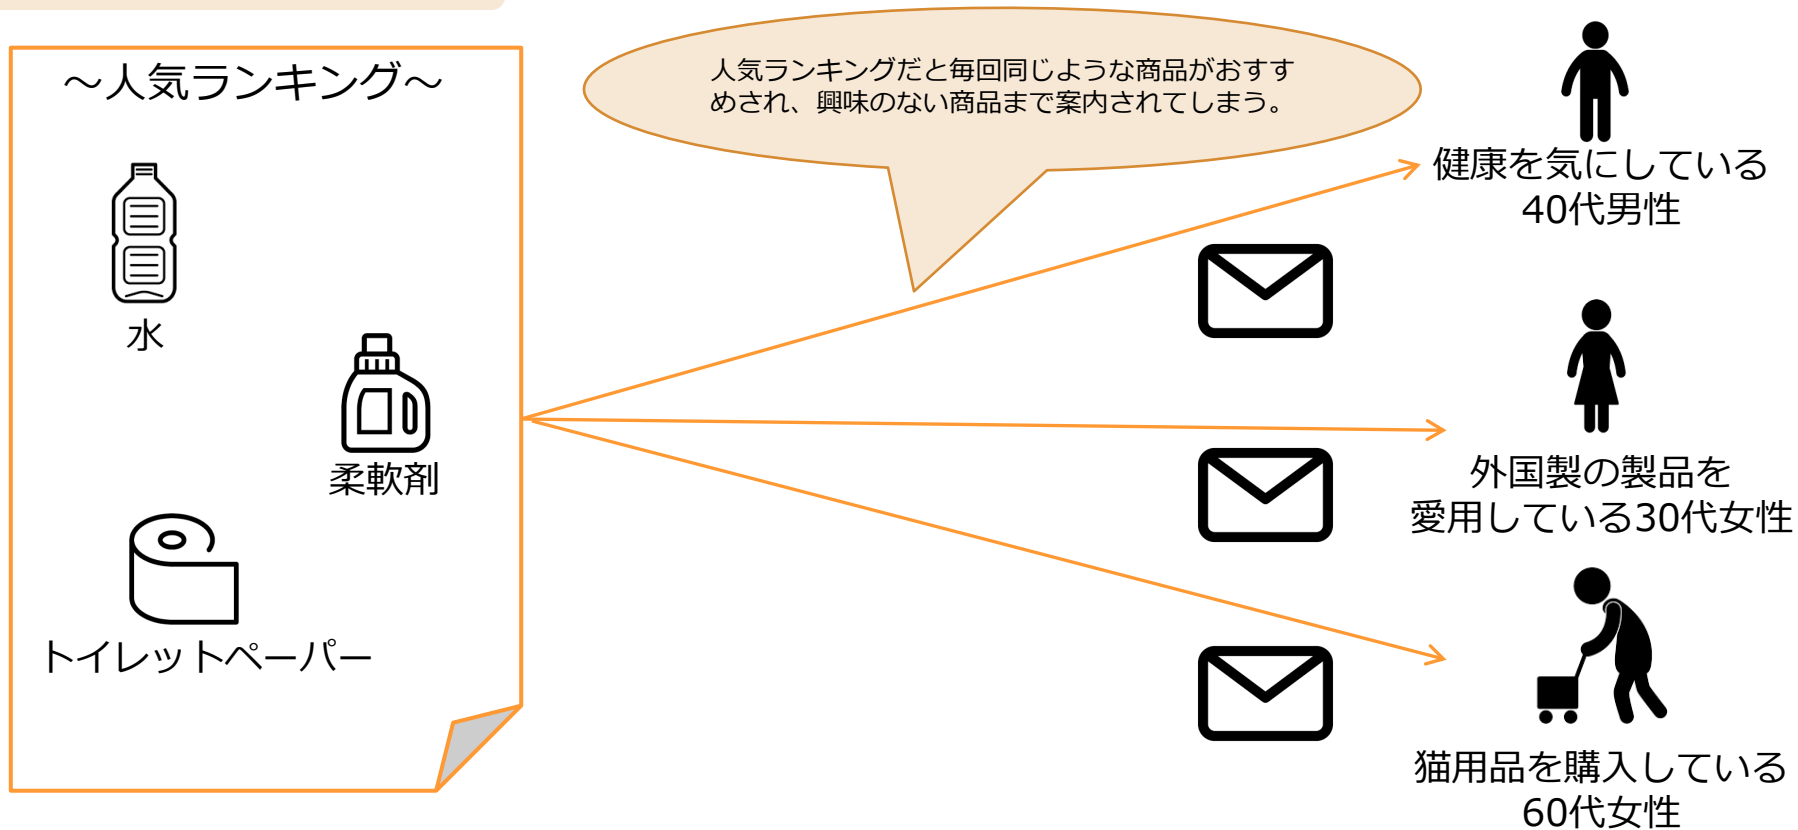 ～人気ランキング～
水
柔軟剤
トイレットペーパー
人気ランキングだと毎回同じような商品がおすす
めされ、興味のない商品まで案内されてしまう。
健康を気にしている
40代男性
外国製の製品を
愛用している30代女性
猫用品を購入している
60代女性